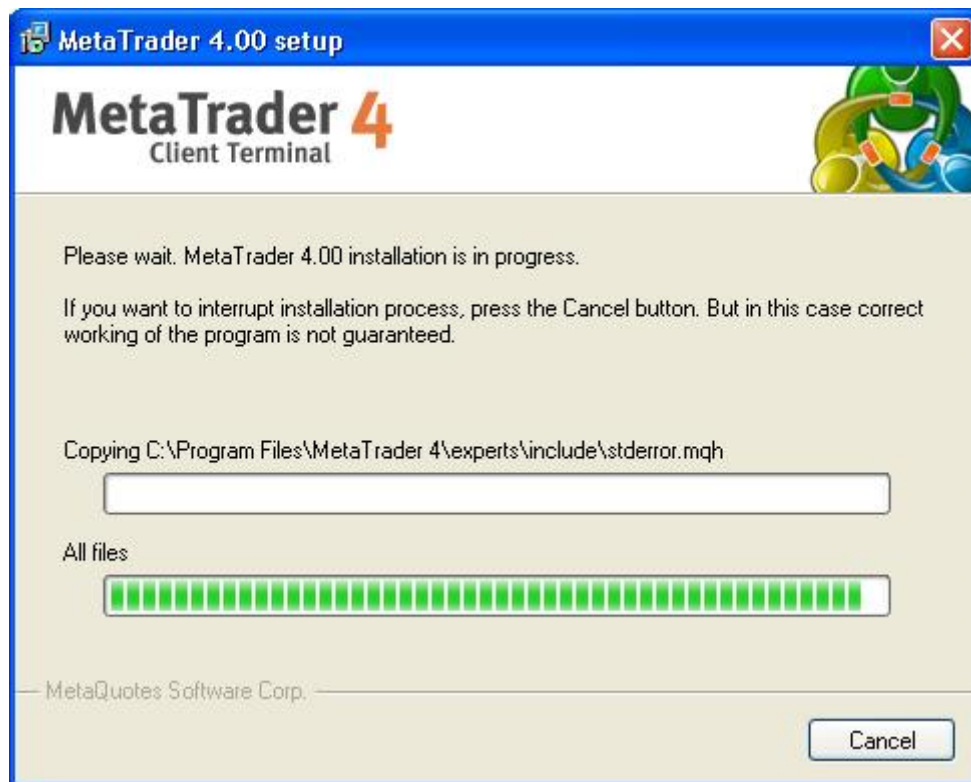 MetaTrader 4.00 setup
MetaTrader 4
Client Terminal
Please wait. MetaTrader 4.00 installation is in progress.
If you want to interrupt installation process, press the Cancel button. But in this case correct
working of the program is not guaranteed.
Copying C:\Program Files\MetaTrader 4\experts\include\stderror.mqh
All files
MetaQuotes Software Corp.
Cancel